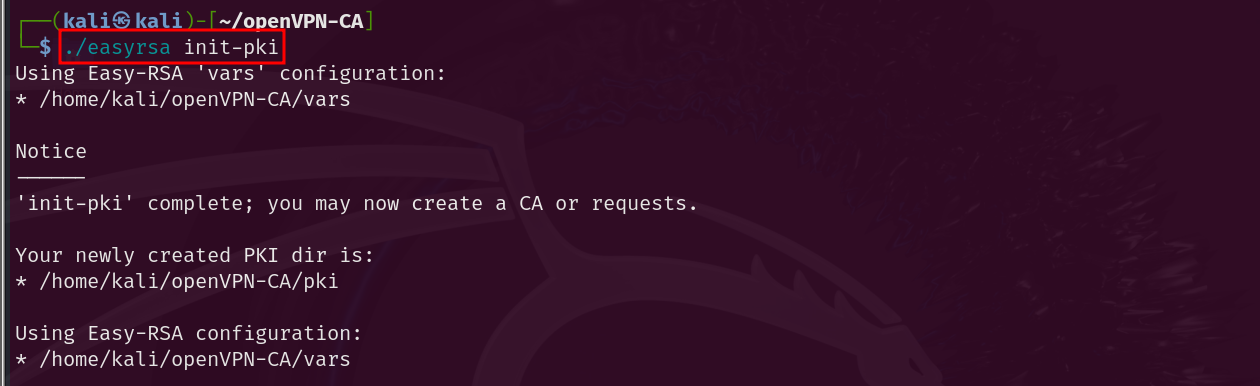 ┌──(kali㉿kali)-[~/openVPN-CA]
└─$ ./easyrsa init-pki
Using Easy-RSA 'vars' configuration:
* /home/kali/openVPN-CA/vars
Notice
------
'init-pki' complete; you may now create a CA or requests.
Your newly created PKI dir is:
* /home/kali/openVPN-CA/pki
Using Easy-RSA configuration:
* /home/kali/openVPN-CA/vars